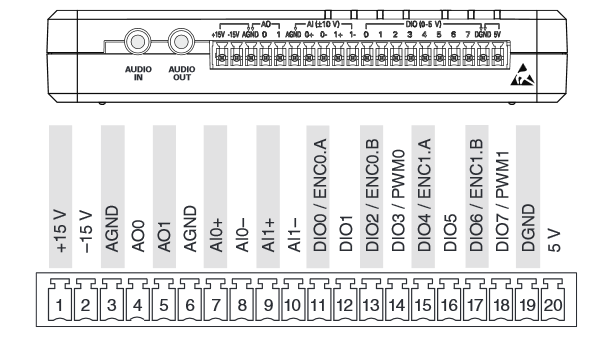 AO AI (±10 V) DIO (0-5 V)
+15V -15V AGND 0 1 AGND 0+ 0- 1+ 1- 0 1 2 3 4 5 6 7 DGND 5V
AUDIO IN
AUDIO OUT
+15 V
−15 V
AGND
AO0
AO1
AGND
AI0+
AI0−
AI1+
AI1−
DIO0 / ENC0.A
DIO1
DIO2 / ENC0.B
DIO3 / PWM0
DIO4 / ENC1.A
DIO5
DIO6 / ENC1.B
DIO7 / PWM1
DGND
5 V
1 2 3 4 5 6 7 8 9 10 11 12 13 14 15 16 17 18 19 20